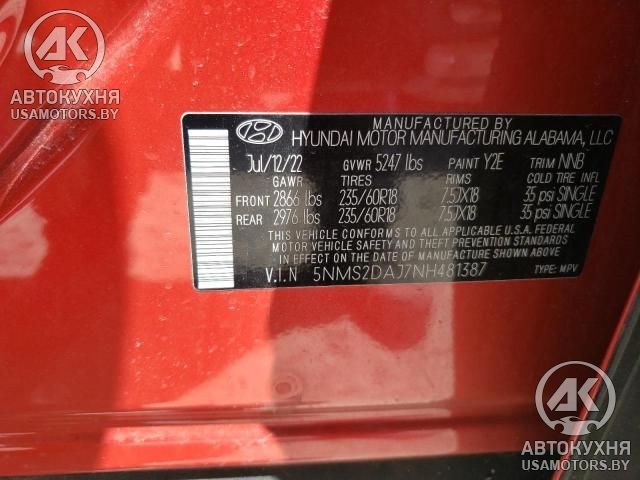 AK
АВТОКУХНЯ
USAMOTORS.BY
MANUFACTURED BY
HYUNDAI MOTOR MANUFACTURING ALABAMA, LLC
Jul/12/22 GVWR 5247 lbs PAINT Y2E TRIM NNB
GAWR TIRES RIMS COLD TIRE INFLATION
FRONT 2866 lbs 235/60R18 7.5JX18 35 psi SINGLE
REAR 2976 lbs 235/60R18 7.5JX18 35 psi SINGLE
THIS VEHICLE CONFORMS TO ALL APPLICABLE U.S.A. FEDERAL
MOTOR VEHICLE SAFETY AND THEFT PREVENTION STANDARDS
IN EFFECT ON THE DATE OF MANUFACTURE SHOWN ABOVE
V.I.N 5NMS2DAJ7NH481387 TYPE: MPV
AK
АВТОКУХНЯ
USAMOTORS.BY